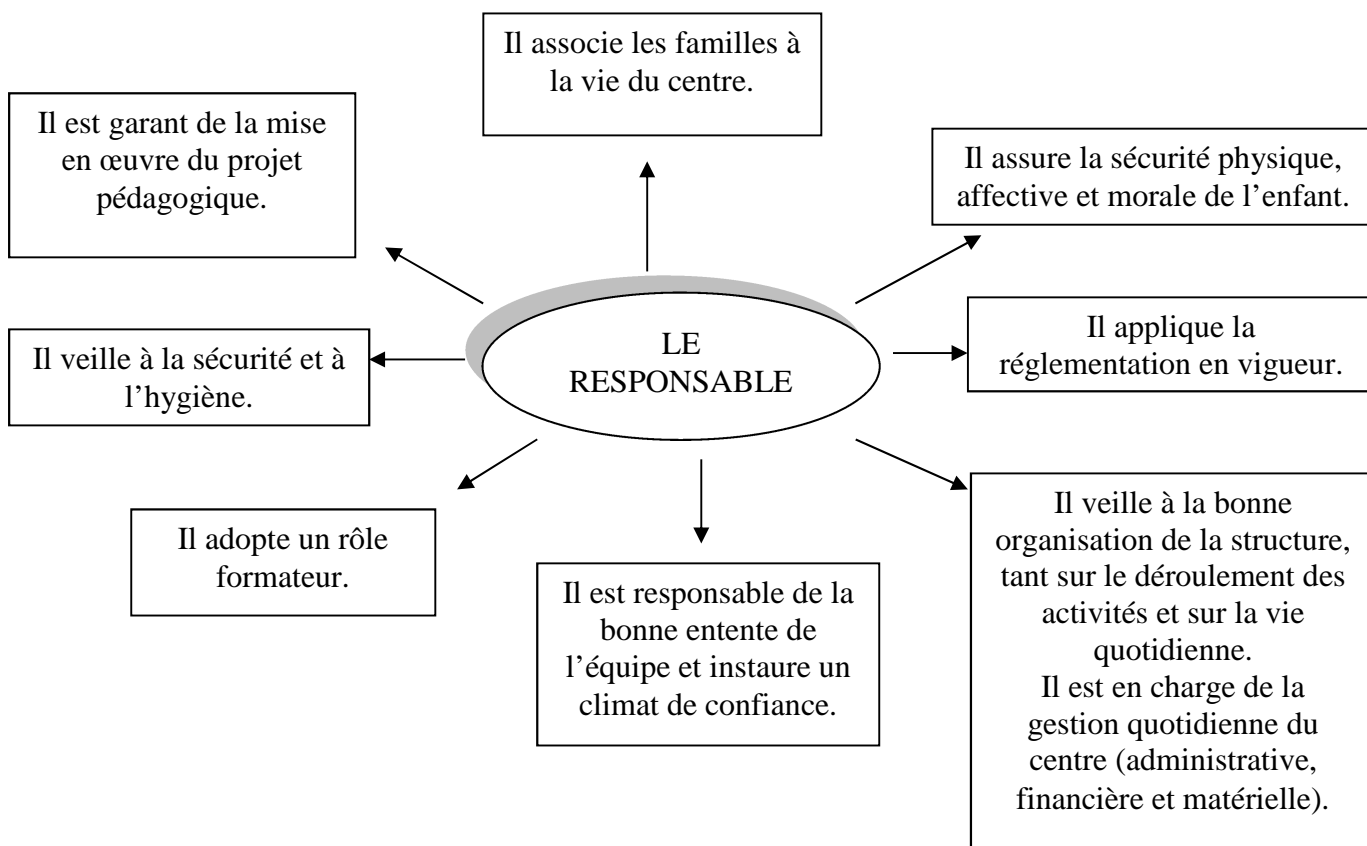 Il associe les familles à
la vie du centre.
Il est garant de la mise
en œuvre du projet
pédagogique.
Il assure la sécurité physique,
affective et morale de l’enfant.
LE
RESPONSABLE
Il veille à la sécurité et à
l’hygiène.
Il applique la
réglementation en vigueur.
Il adopte un rôle
formateur.
Il est responsable de la
bonne entente de
l’équipe et instaure un
climat de confiance.
Il veille à la bonne
organisation de la structure,
tant sur le déroulement des
activités et sur la vie
quotidienne.
Il est en charge de la
gestion quotidienne du
centre (administrative,
financière et matérielle).